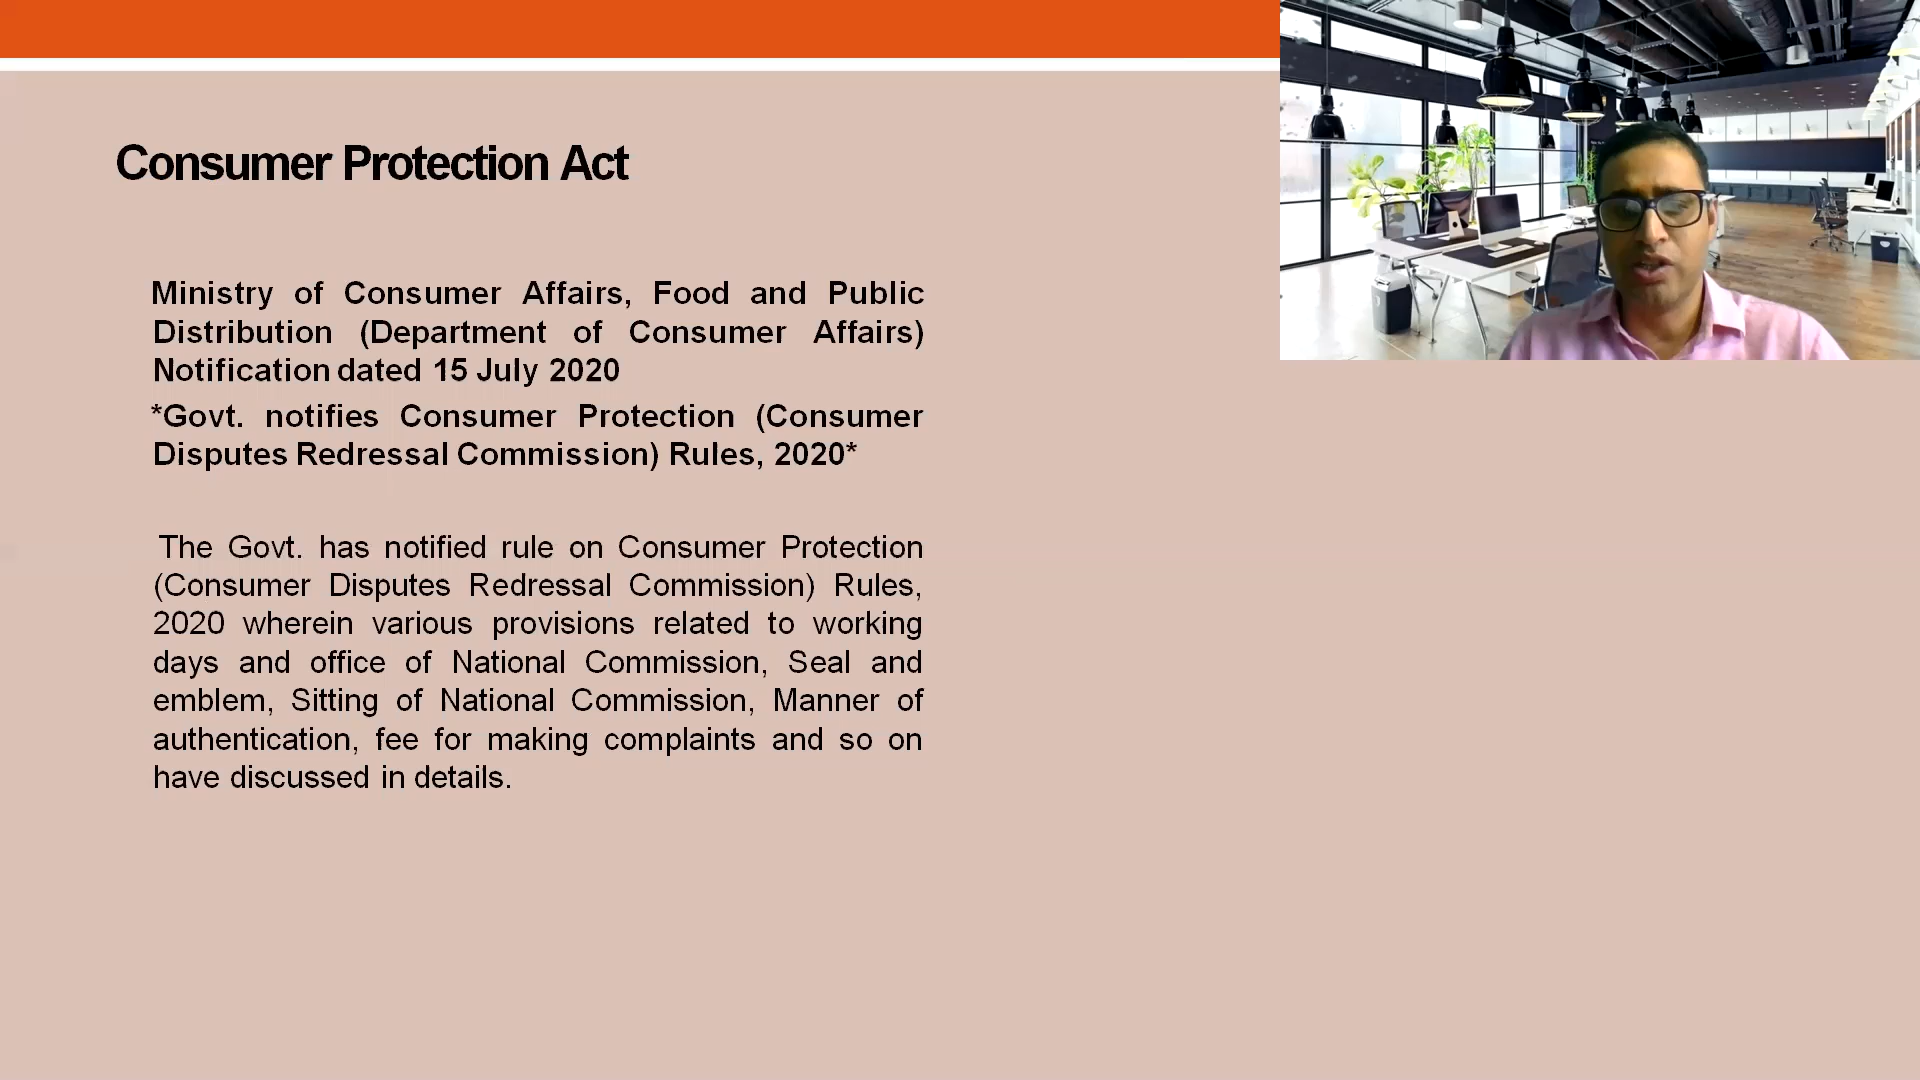 Consumer Protection Act
Ministry of Consumer Affairs, Food and Public
Distribution (Department of Consumer Affairs)
Notification dated 15 July 2020
*Govt. notifies Consumer Protection (Consumer
Disputes Redressal Commission) Rules, 2020*
The Govt. has notified rule on Consumer Protection
(Consumer Disputes Redressal Commission) Rules,
2020 wherein various provisions related to working
days and office of National Commission, Seal and
emblem, Sitting of National Commission, Manner of
authentication, fee for making complaints and so on
have discussed in details.